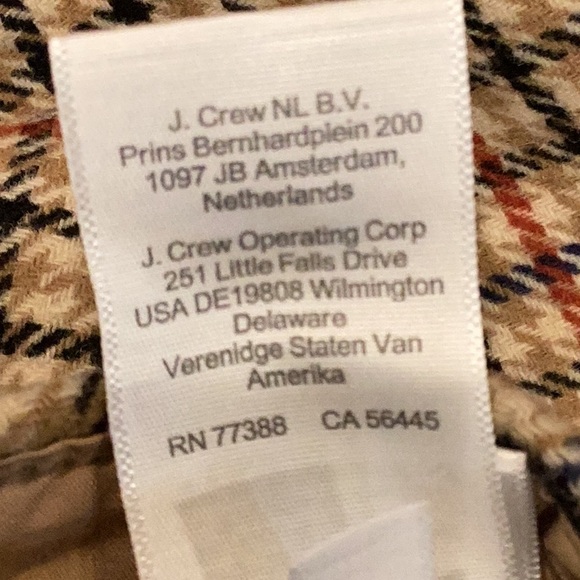 J. Crew NL B.V.
Prins Bernhardplein 200
1097 JB Amsterdam,
Netherlands
J. Crew Operating Corp
251 Little Falls Drive
USA DE19808 Wilmington
Delaware
Verenidge Staten Van
Amerika
RN 77388 CA 56445